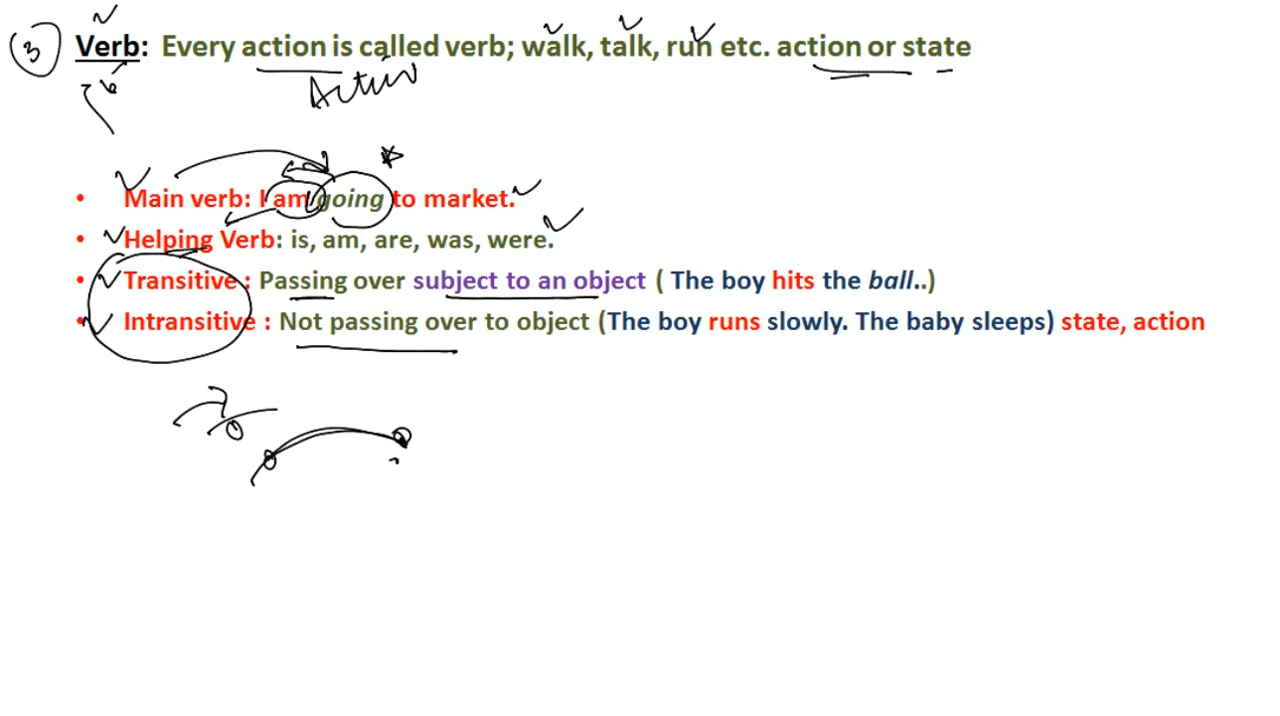 3 Verb: Every action is called verb; walk, talk, run etc. action or state
Action
• Main verb: I am going to market.
• Helping Verb: is, am, are, was, were.
• Transitive : Passing over subject to an object ( The boy hits the ball..)
• Intransitive : Not passing over to object (The boy runs slowly. The baby sleeps) state, action